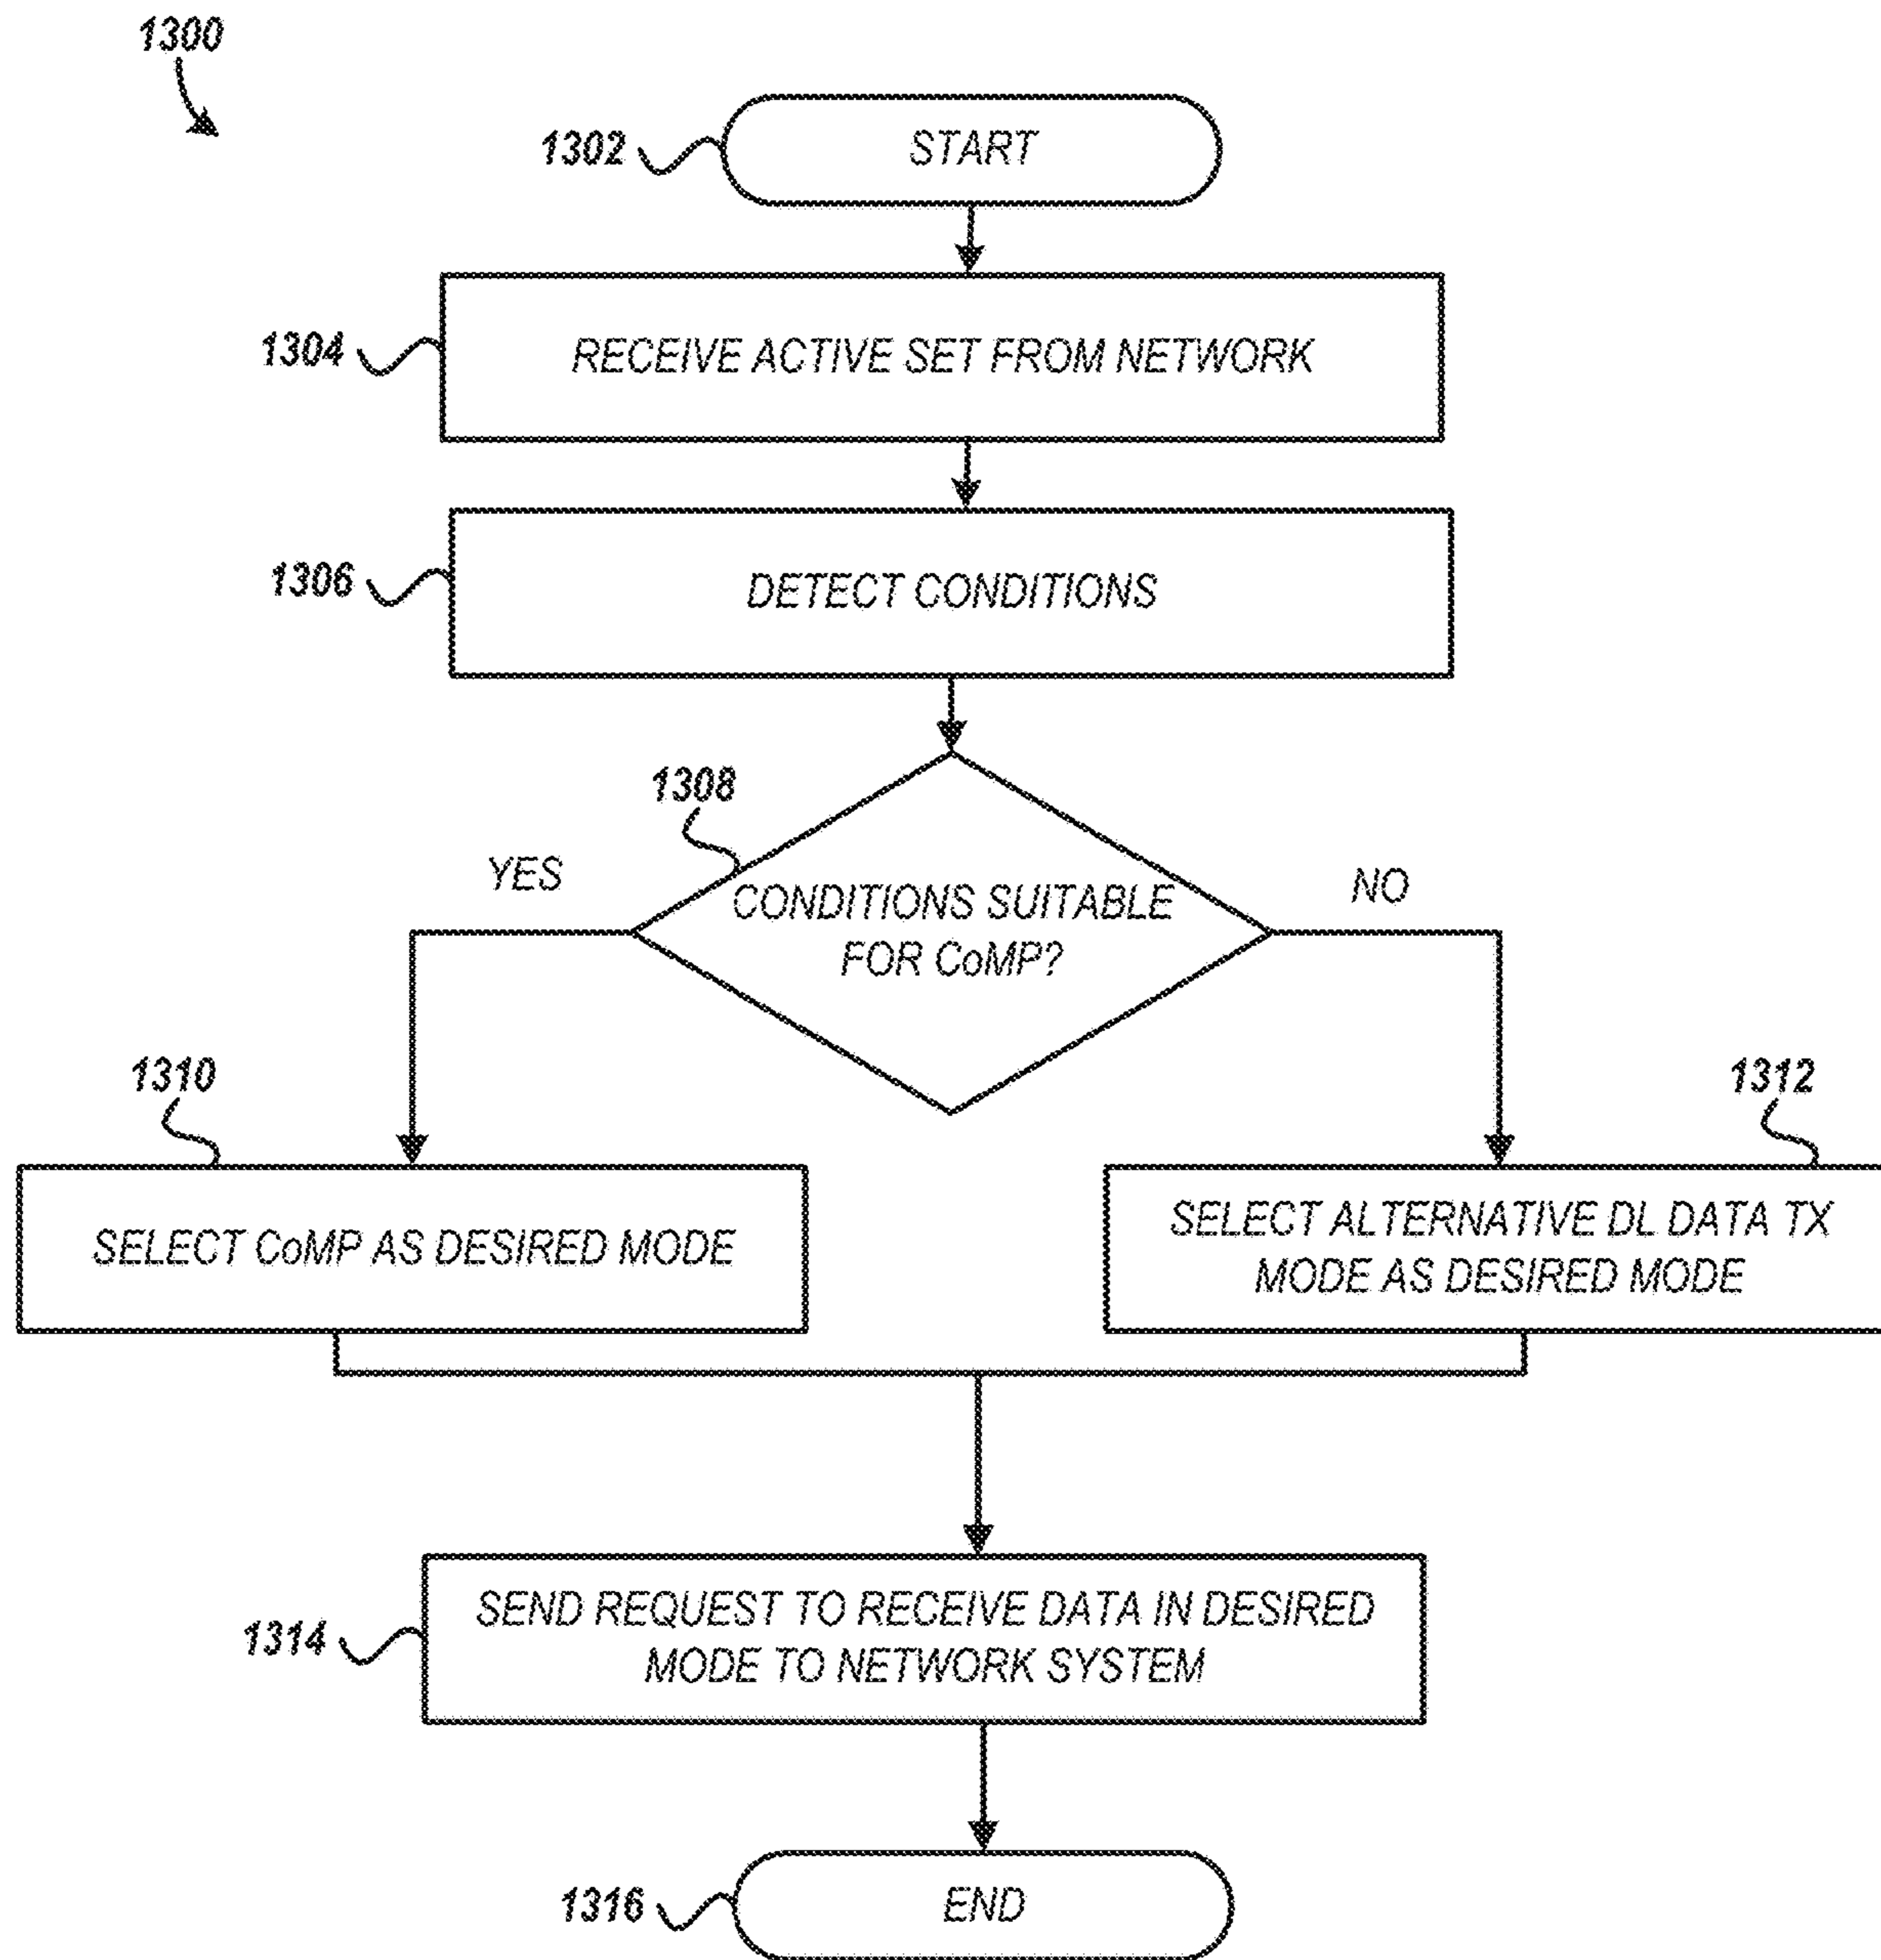 1300
1302
START
1304
RECEIVE ACTIVE SET FROM NETWORK
1306
DETECT CONDITIONS
1308
YES
NO
CONDITIONS SUITABLE
FOR CoMP?
1310
1312
SELECT CoMP AS DESIRED MODE
SELECT ALTERNATIVE DL DATA TX
MODE AS DESIRED MODE
1314
SEND REQUEST TO RECEIVE DATA IN DESIRED
MODE TO NETWORK SYSTEM
1316
END